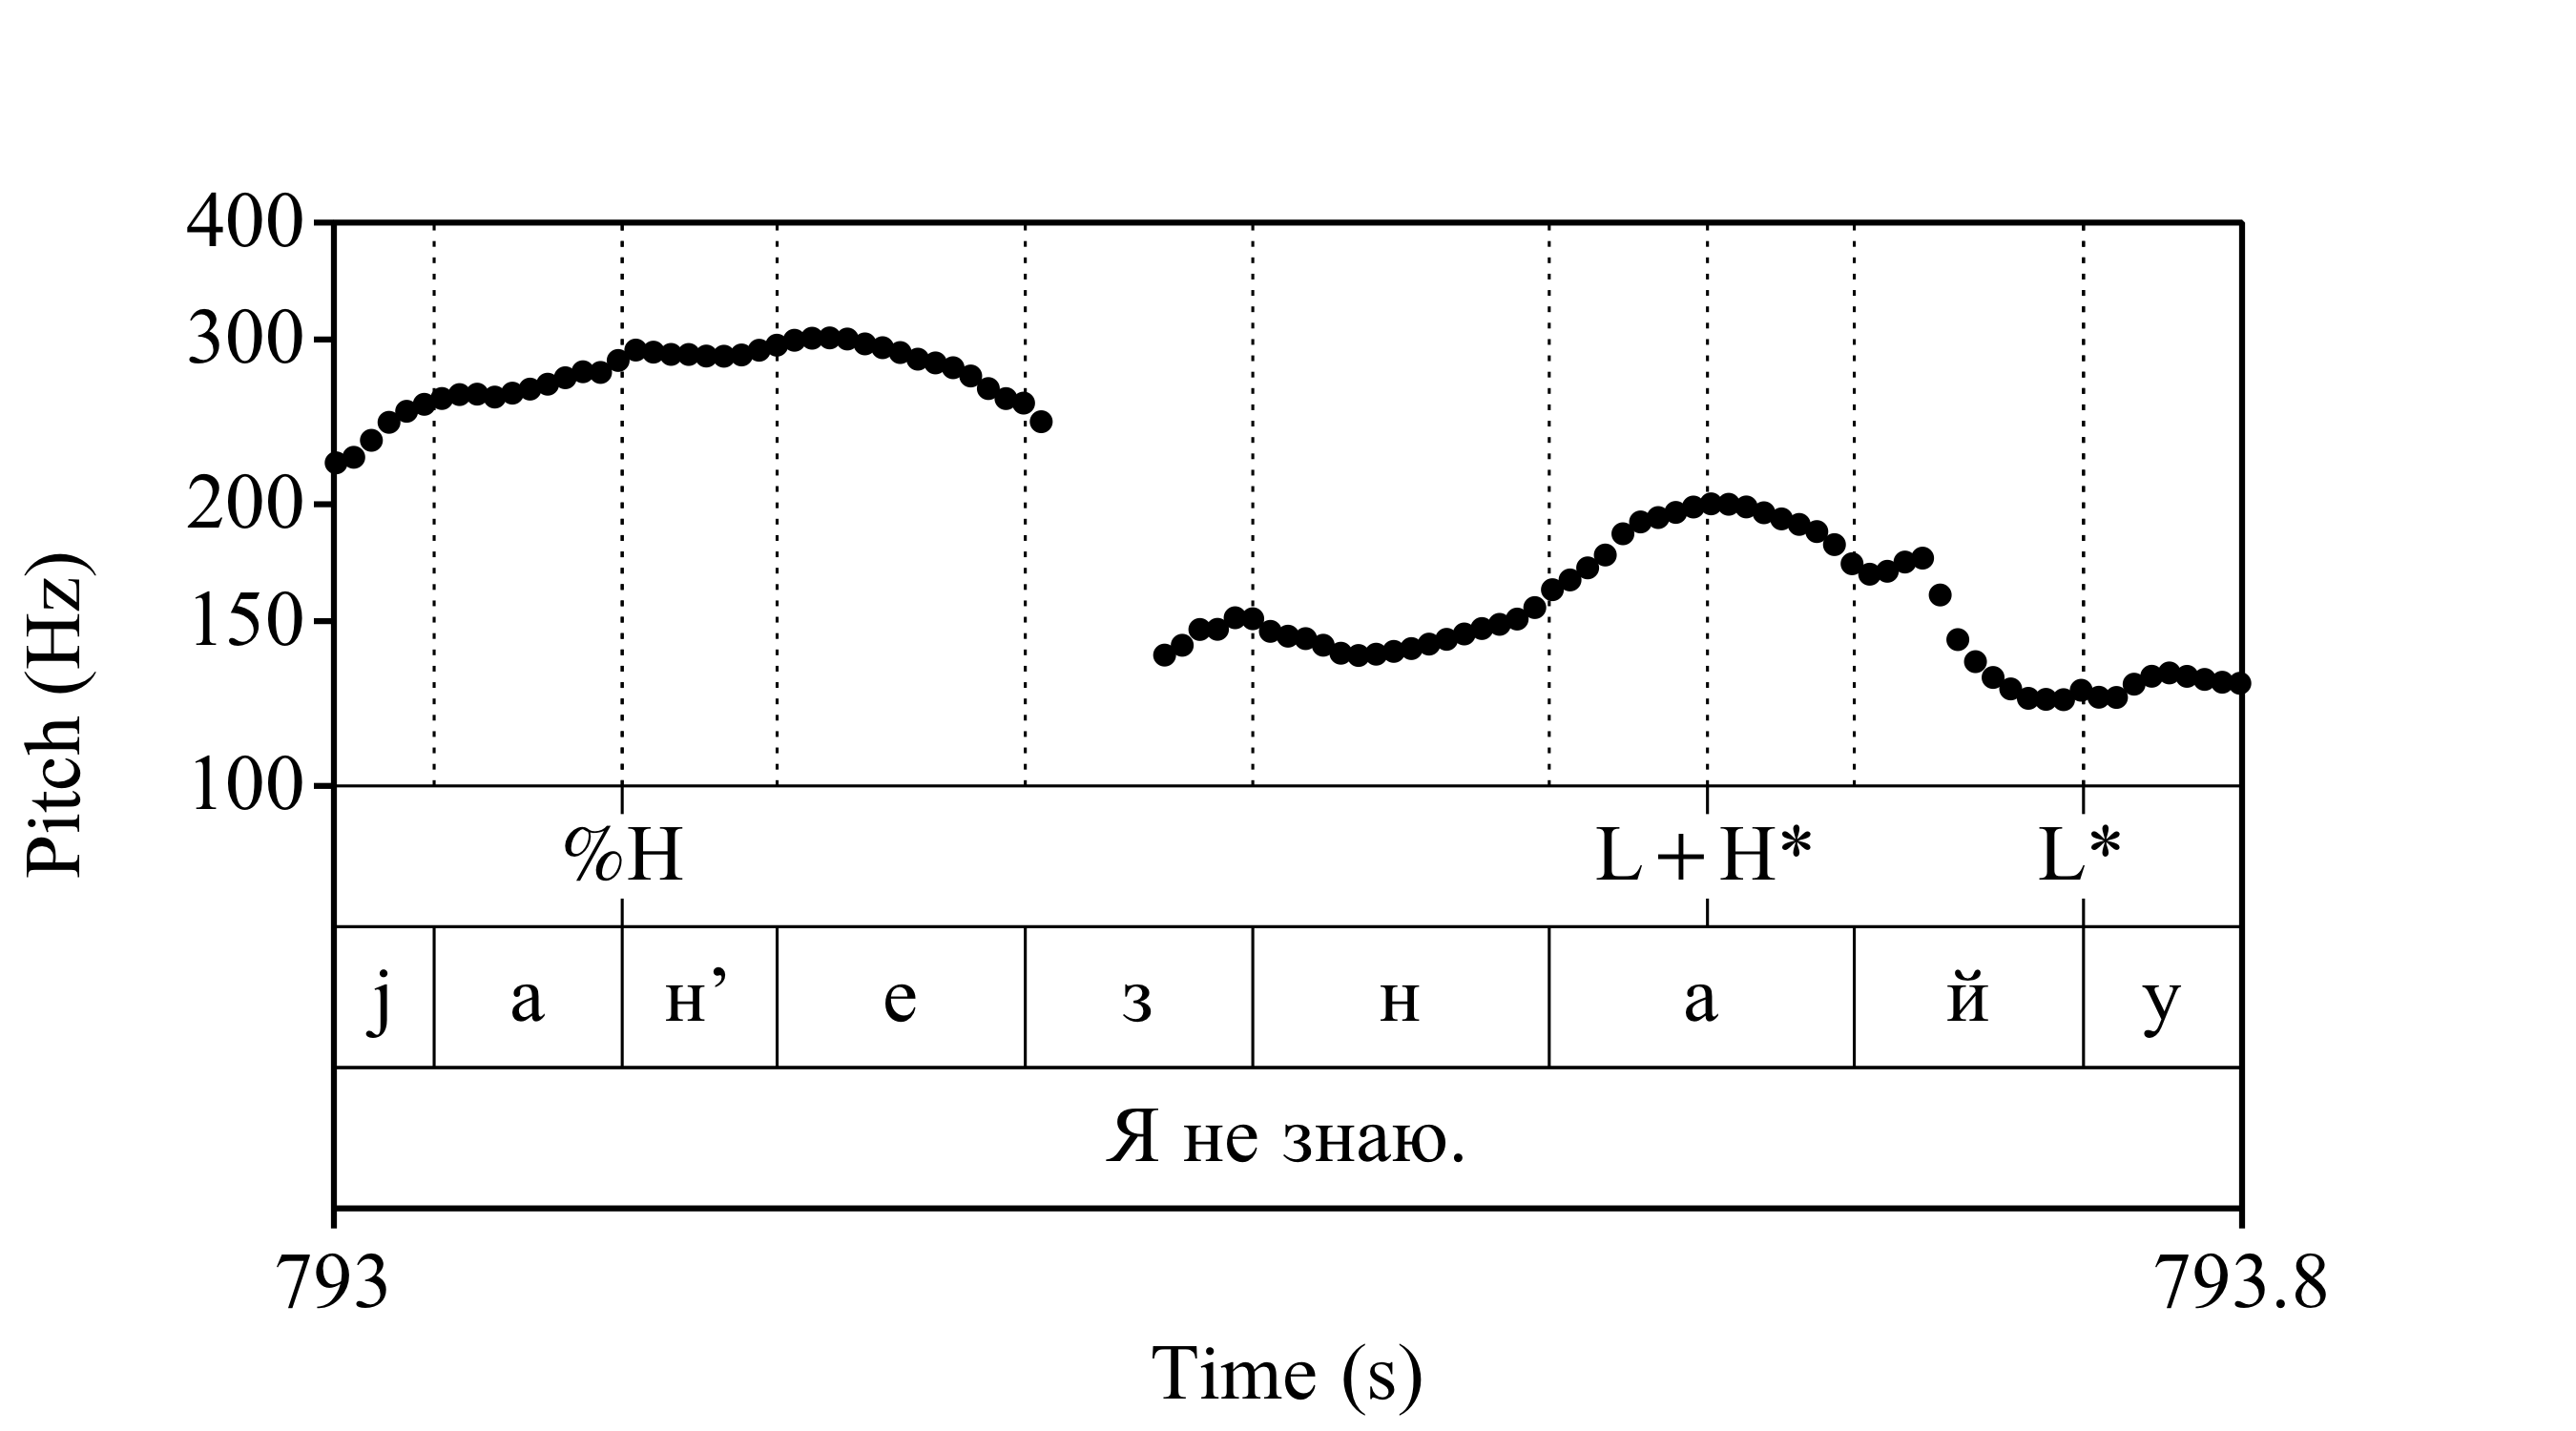 400
300
200
150
100
Pitch (Hz)
%H L+H* L*
j а н’ е з н а й у
Я не знаю.
793 793.8
Time (s)